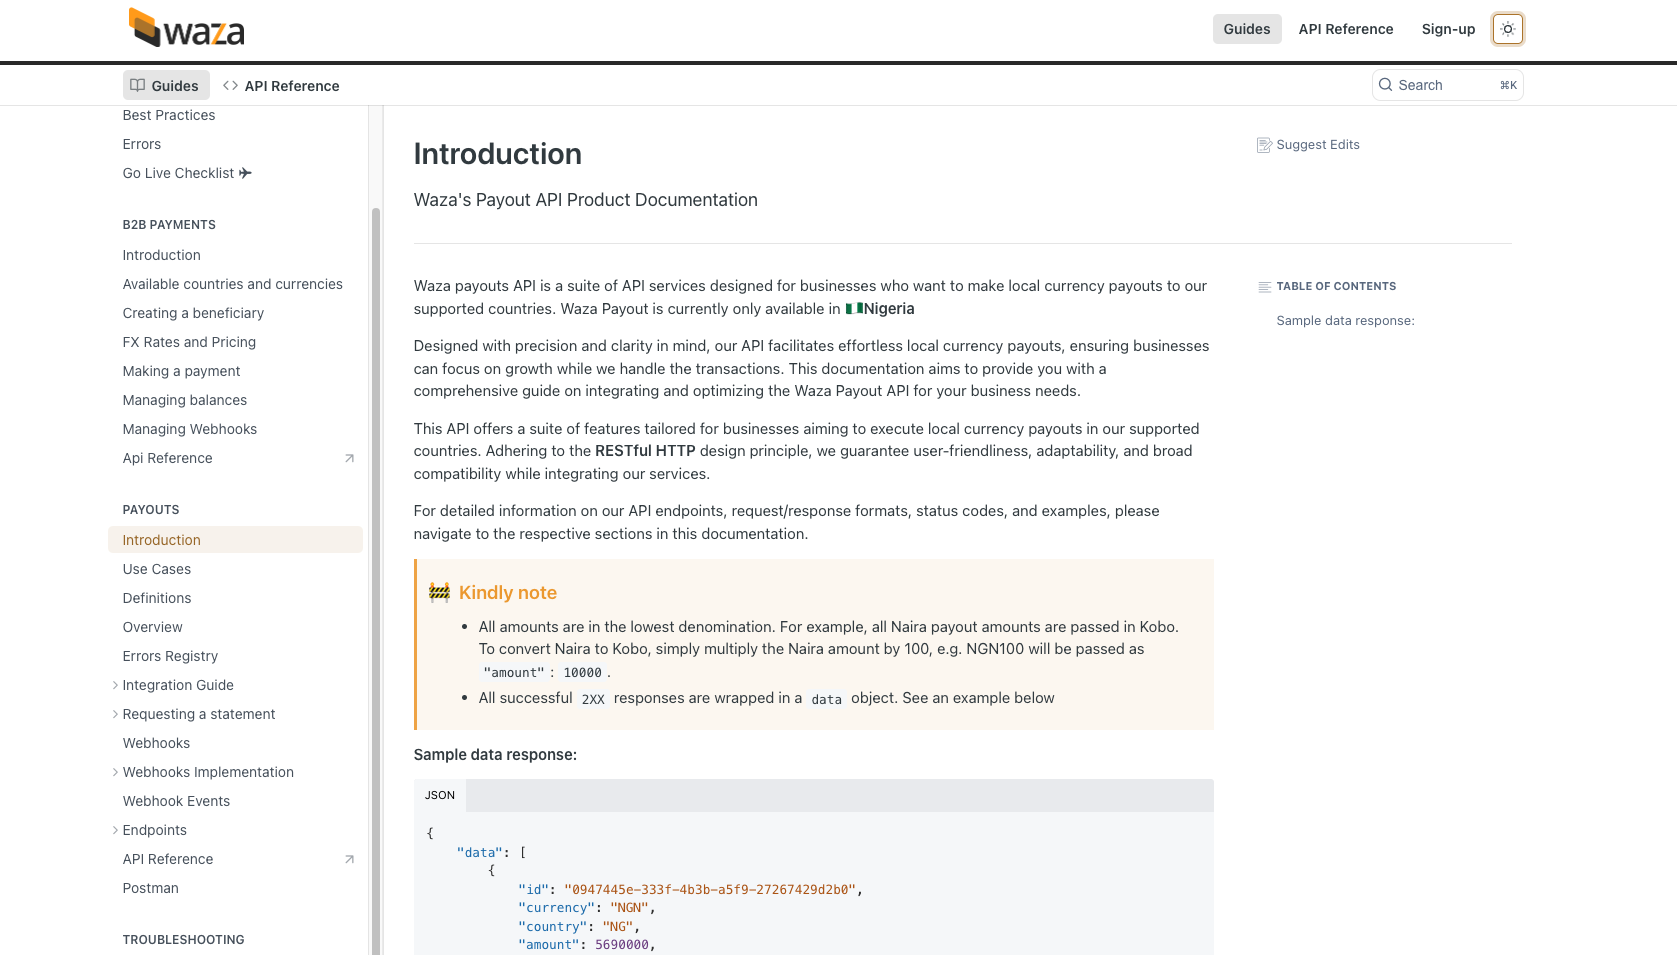 waza
Guides
API Reference
Sign-up
Guides
API Reference
Search
⌘K
Best Practices
Errors
Go Live Checklist ✈
B2B PAYMENTS
Introduction
Available countries and currencies
Creating a beneficiary
FX Rates and Pricing
Making a payment
Managing balances
Managing Webhooks
Api Reference
PAYOUTS
Introduction
Use Cases
Definitions
Overview
Errors Registry
Integration Guide
Requesting a statement
Webhooks
Webhooks Implementation
Webhook Events
Endpoints
API Reference
Postman
TROUBLESHOOTING
Introduction
Waza's Payout API Product Documentation
Waza payouts API is a suite of API services designed for businesses who want to make local currency payouts to our
supported countries. Waza Payout is currently only available in 🇳🇬Nigeria
Designed with precision and clarity in mind, our API facilitates effortless local currency payouts, ensuring businesses
can focus on growth while we handle the transactions. This documentation aims to provide you with a
comprehensive guide on integrating and optimizing the Waza Payout API for your business needs.
This API offers a suite of features tailored for businesses aiming to execute local currency payouts in our supported
countries. Adhering to the RESTful HTTP design principle, we guarantee user-friendliness, adaptability, and broad
compatibility while integrating our services.
For detailed information on our API endpoints, request/response formats, status codes, and examples, please
navigate to the respective sections in this documentation.
🚧 Kindly note
• All amounts are in the lowest denomination. For example, all Naira payout amounts are passed in Kobo.
To convert Naira to Kobo, simply multiply the Naira amount by 100, e.g. NGN100 will be passed as
"amount": 10000.
• All successful 2XX responses are wrapped in a data object. See an example below
Sample data response:
JSON
{
"data": [
{
"id": "0947445e-333f-4b3b-a5f9-27267429d2b0",
"currency": "NGN",
"country": "NG",
"amount": 5690000,
Suggest Edits
TABLE OF CONTENTS
Sample data response: